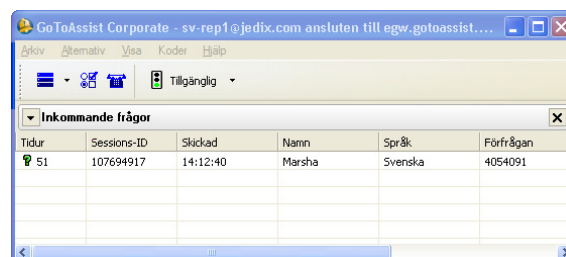 GoToAssist Corporate - sv-rep1@jedix.com ansluten till egw.gotoassist....
Arkiv Alternativ Visa Koder Hjälp
Tillgänglig
Inkommande frågor
Tidur Sessions-ID Skickad Namn Språk Förfrågan
51 107694917 14:12:40 Marsha Svenska 4054091